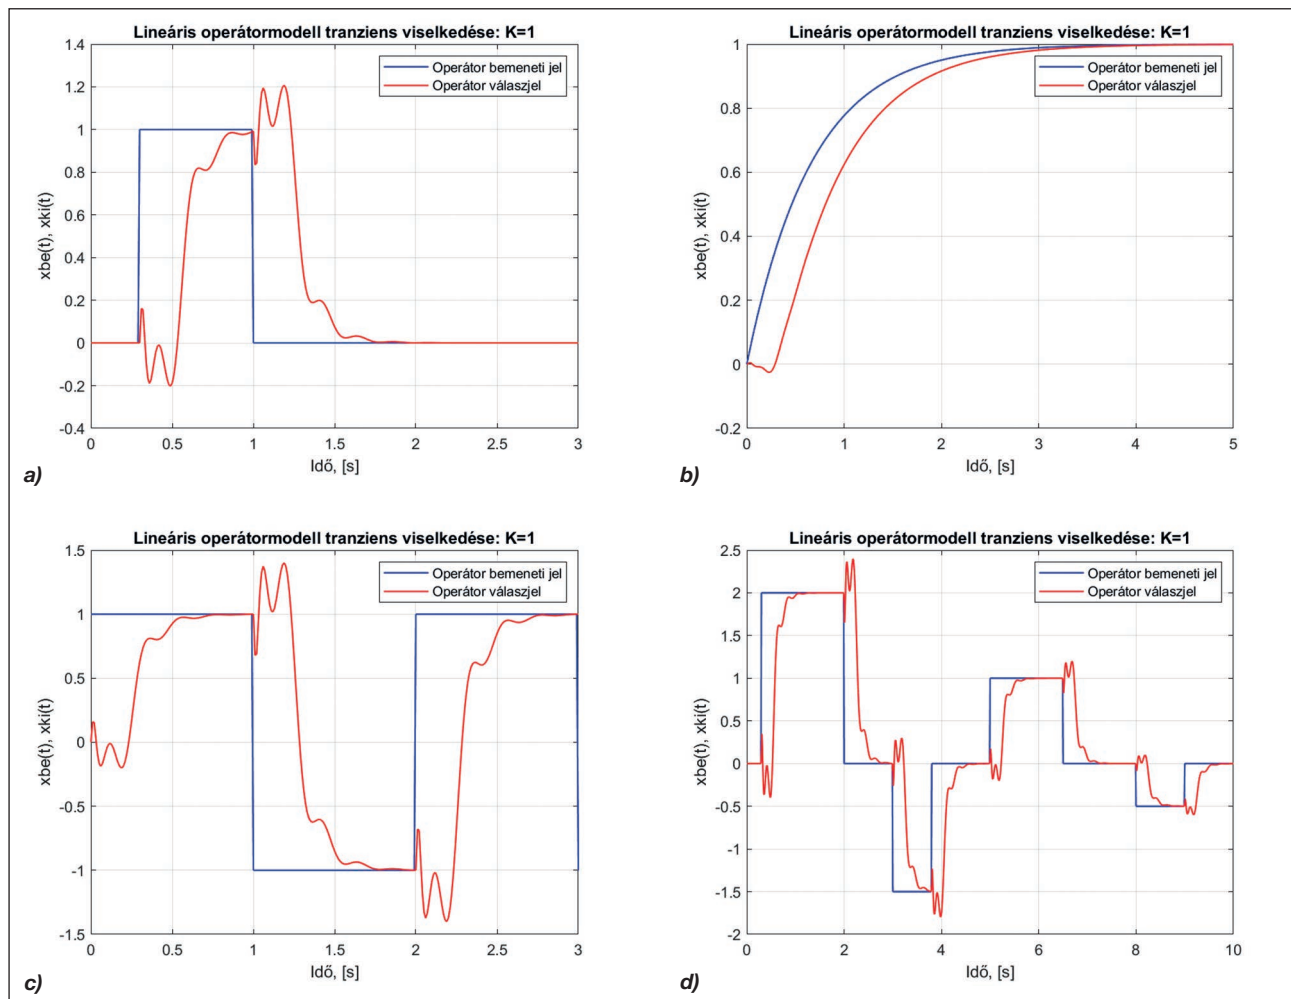 Lineáris operátormodell tranziens viselkedése: K=1
Operátor bemeneti jel
Operátor válaszjel
xbe(t), xki(t)
1.4
1.2
1
0.8
0.6
0.4
0.2
0
-0.2
-0.4
0 0.5 1 1.5 2 2.5 3
Idő, [s]
a)
Lineáris operátormodell tranziens viselkedése: K=1
Operátor bemeneti jel
Operátor válaszjel
xbe(t), xki(t)
1
0.8
0.6
0.4
0.2
0
-0.2
0 1 2 3 4 5
Idő, [s]
b)
Lineáris operátormodell tranziens viselkedése: K=1
Operátor bemeneti jel
Operátor válaszjel
xbe(t), xki(t)
1.5
1
0.5
0
-0.5
-1
-1.5
0 0.5 1 1.5 2 2.5 3
Idő, [s]
c)
Lineáris operátormodell tranziens viselkedése: K=1
Operátor bemeneti jel
Operátor válaszjel
xbe(t), xki(t)
2.5
2
1.5
1
0.5
0
-0.5
-1
-1.5
-2
0 2 4 6 8 10
Idő, [s]
d)